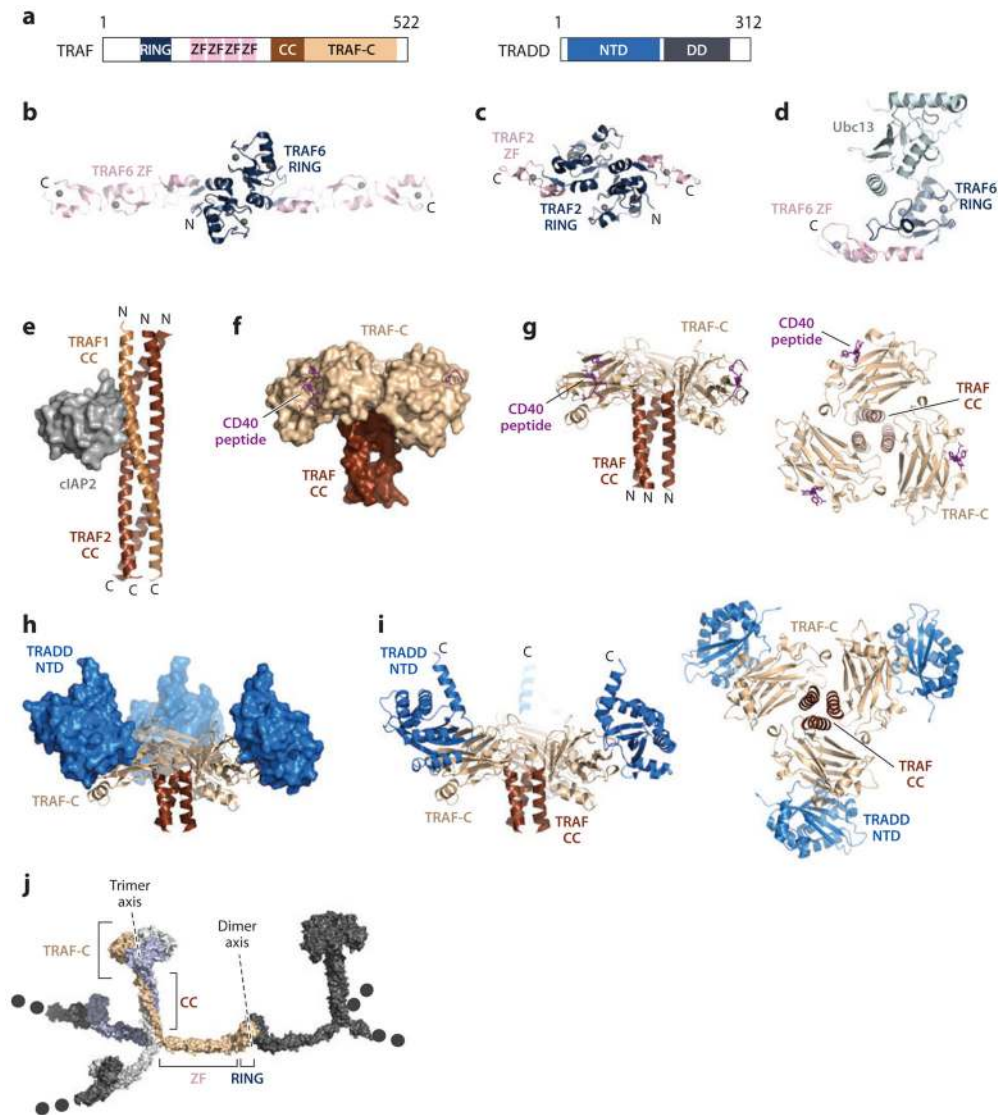 a
1 522
TRAF RING ZF ZF ZF ZF CC TRAF-C
1 312
TRADD NTD DD
b
TRAF6 ZF
TRAF6
RING
C
N
C
c
TRAF2
ZF
C
TRAF2
RING
N
C
d
Ubc13
TRAF6
RING
TRAF6 ZF
C
e
N N N
TRAF1
CC
cIAP2
TRAF2
CC
C C C
f
TRAF-C
CD40
peptide
TRAF
CC
g
TRAF-C
CD40
peptide
TRAF
CC
N N N
CD40
peptide
TRAF
CC
TRAF-C
h
TRADD
NTD
TRAF-C
i
TRADD
NTD
C C C
TRAF-C
TRAF
CC
TRAF-C
TRAF
CC
TRADD
NTD
j
Trimer
axis
Dimer
axis
TRAF-C
CC
ZF RING